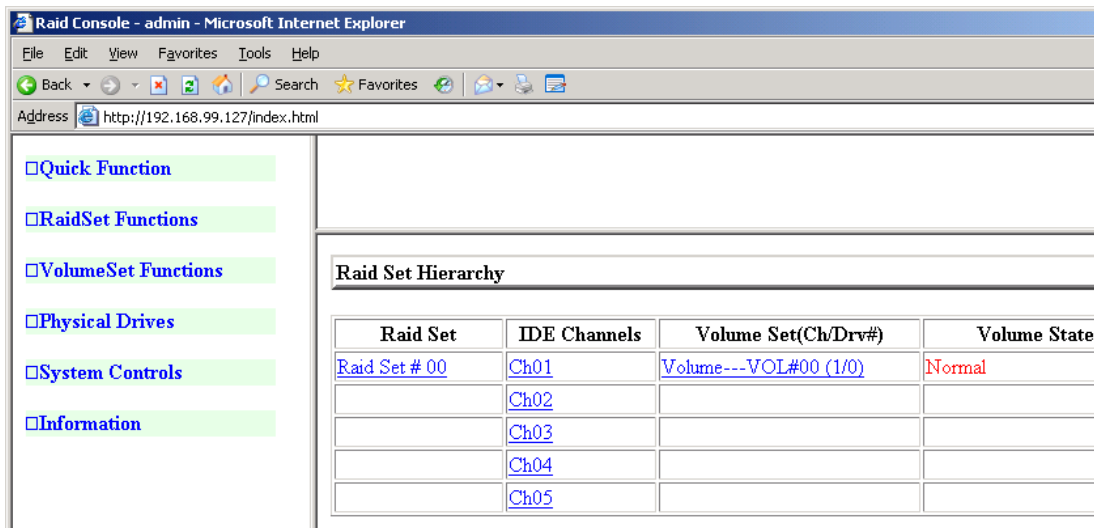 Raid Console - admin - Microsoft Internet Explorer
File Edit View Favorites Tools Help
Back Search Favorites
Address http://192.168.99.127/index.html
□Quick Function
□RaidSet Functions
□VolumeSet Functions
□Physical Drives
□System Controls
□Information
Raid Set Hierarchy
Raid Set IDE Channels Volume Set(Ch/Drv#) Volume State
Raid Set # 00 Ch01 Volume---VOL#00 (1/0) Normal
Ch02
Ch03
Ch04
Ch05